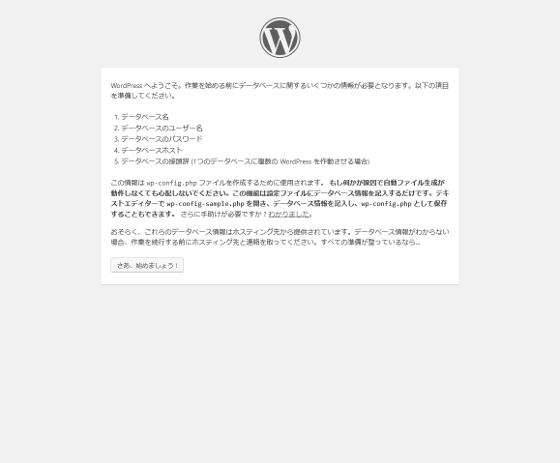 WordPress へようこそ。作業を始める前にデータベースに関するいくつかの情報が必要となります。以下の項目
を準備してください。
1. データベース名
2. データベースのユーザー名
3. データベースのパスワード
4. データベースホスト
5. データベースの接頭辞 (1つのデータベースに複数の WordPress を作動させる場合)
この情報は wp-config.php ファイルを作成するために使用されます。 もし何かが原因で自動ファイル生成が
動作しなくても心配しないでください。この機能は設定ファイルにデータベース情報を記入するだけです。テキ
ストエディターで wp-config-sample.php を開き、データベース情報を記入し、wp-config.php として保存
することもできます。 さらに手助けが必要ですか ? わかりました。
おそらく、これらのデータベース情報はホスティング先から提供されています。データベース情報がわからない
場合、作業を続行する前にホスティング先と連絡を取ってください。すべての準備が整っているなら…
さあ、始めましょう !